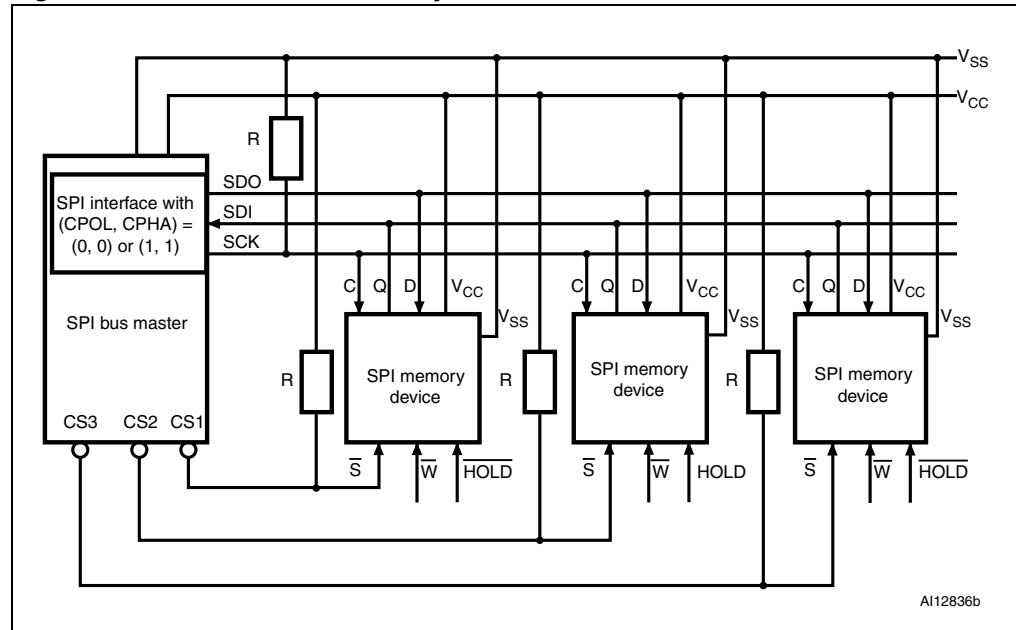 VSS
VCC
R
SDO
SPI interface with
(CPOL, CPHA) =
(0, 0) or (1, 1)
SDI
SCK
SPI bus master
C Q D VCC VSS
C Q D VCC VSS
C Q D VCC VSS
R
SPI memory
device
R
SPI memory
device
R
SPI memory
device
CS3 CS2 CS1
S̅ W̅ H̅O̅L̅D̅
S̅ W̅ HOLD
S̅ W̅ H̅O̅L̅D̅
AI12836b